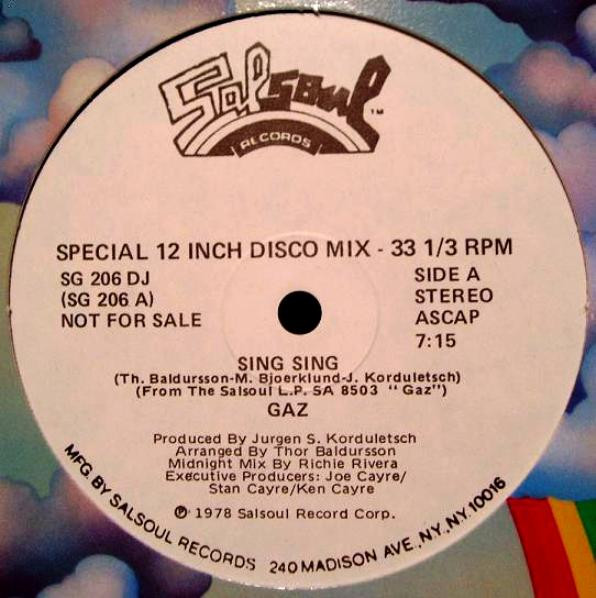 Salsoul™
RECORDS
SPECIAL 12 INCH DISCO MIX - 33 1/3 RPM
SG 206 DJ
(SG 206 A)
NOT FOR SALE
SIDE A
STEREO
ASCAP
7:15
SING SING
(Th. Baldursson-M. Bjoerklund-J. Korduletsch)
(From The Salsoul L.P. SA 8503 " Gaz")
GAZ
Produced By Jurgen S. Korduletsch
Arranged By Thor Baldursson
Midnight Mix By Richie Rivera
Executive Producers: Joe Cayre/
Stan Cayre/Ken Cayre
℗ 1978 Salsoul Record Corp.
MFG. BY SALSOUL RECORDS 240 MADISON AVE., NY, NY. 10016